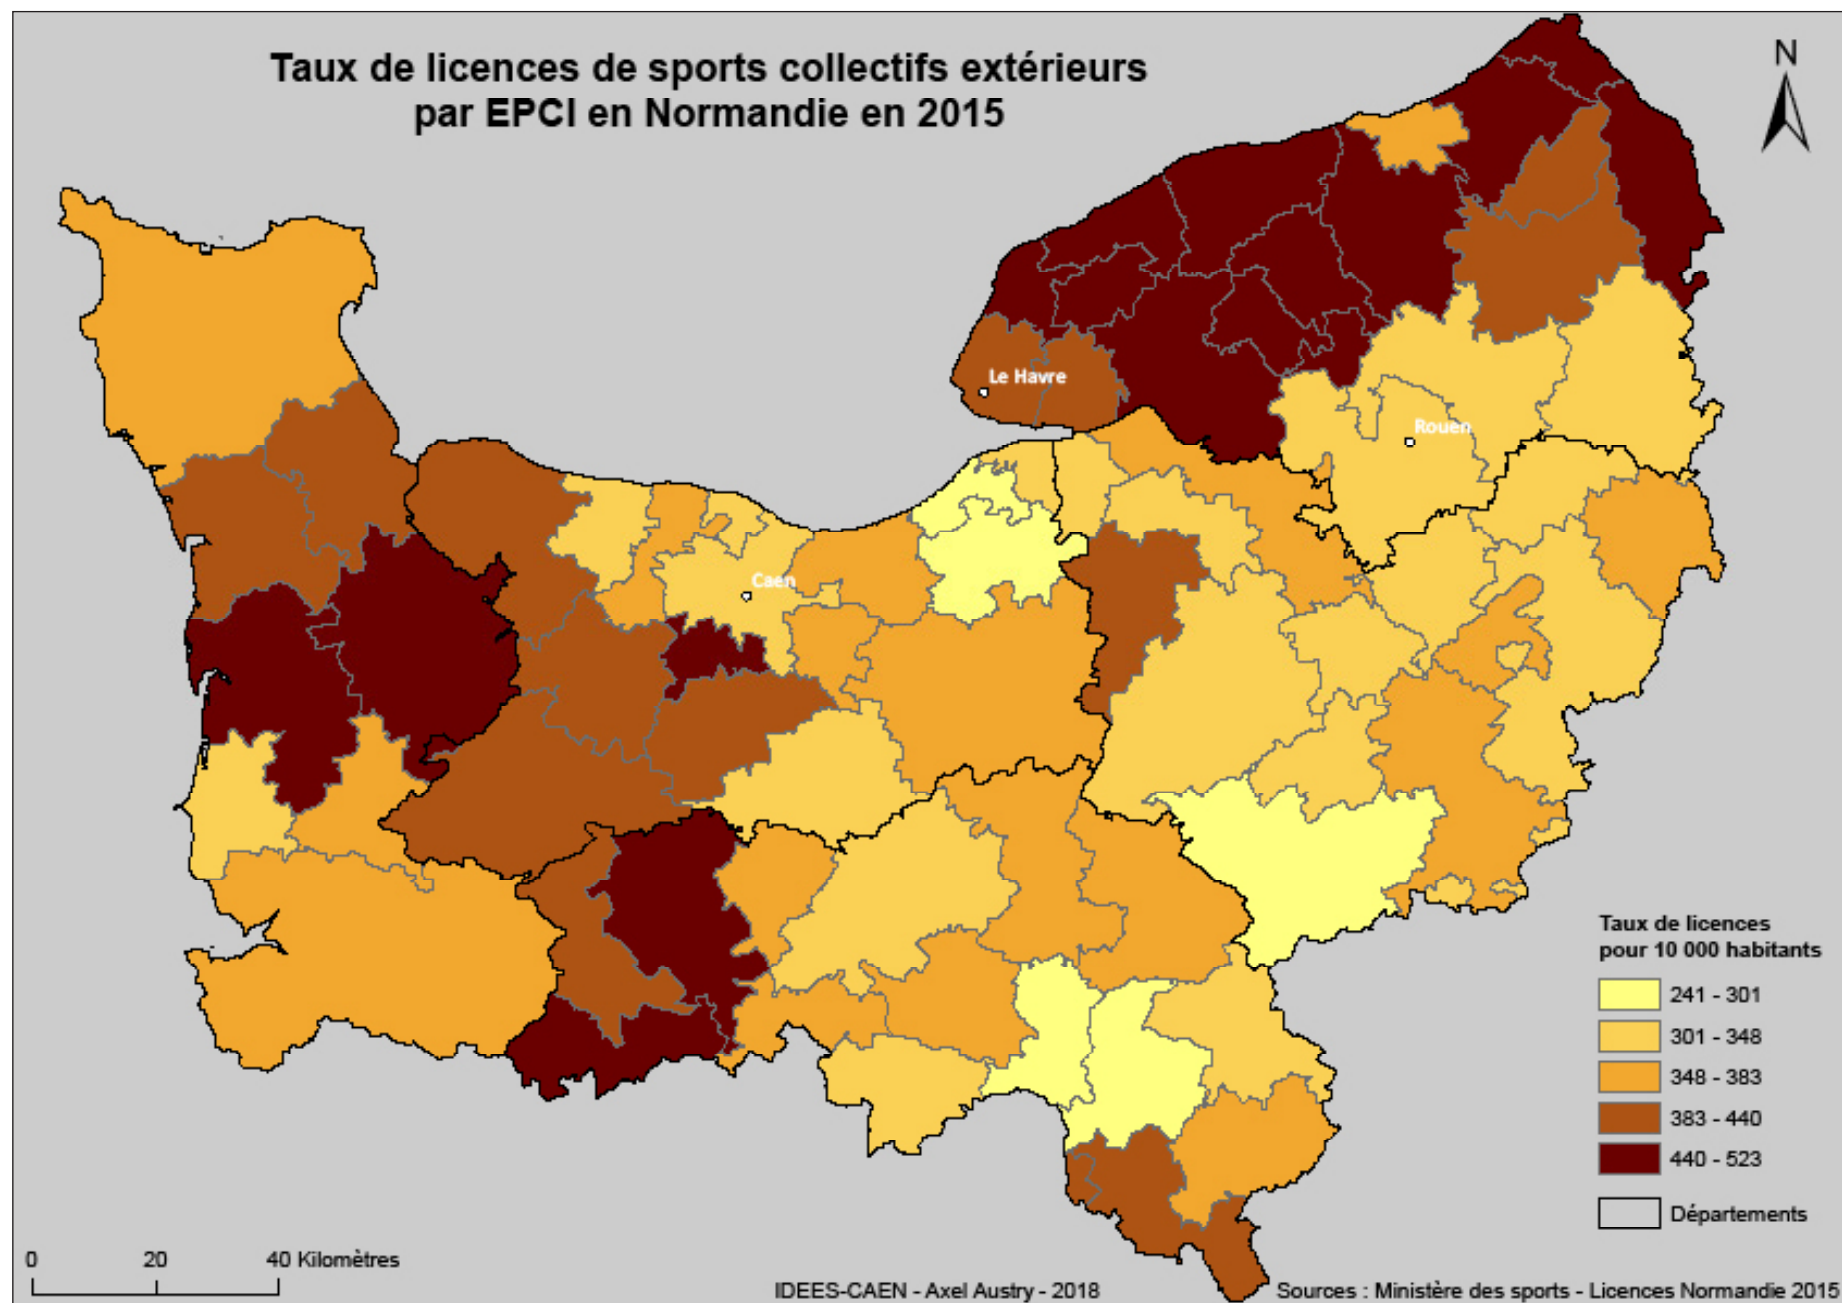 Taux de licences de sports collectifs extérieurs
par EPCI en Normandie en 2015
N
Le Havre
Rouen
Caen
Taux de licences
pour 10 000 habitants
241 - 301
301 - 348
348 - 383
383 - 440
440 - 523
Départements
0 20 40 Kilomètres
IDEES-CAEN - Axel Austry - 2018
Sources : Ministère des sports - Licences Normandie 2015